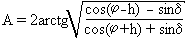 A = 2arctg√((cos(φ-h) - sinδ)/(cos(φ+h) + sinδ))